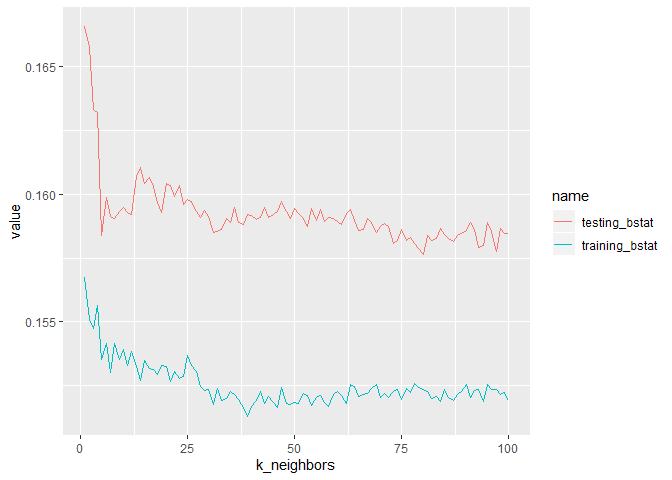 0.165
0.160
0.155
value
0
25
50
75
100
k_neighbors
name
testing_bstat
training_bstat